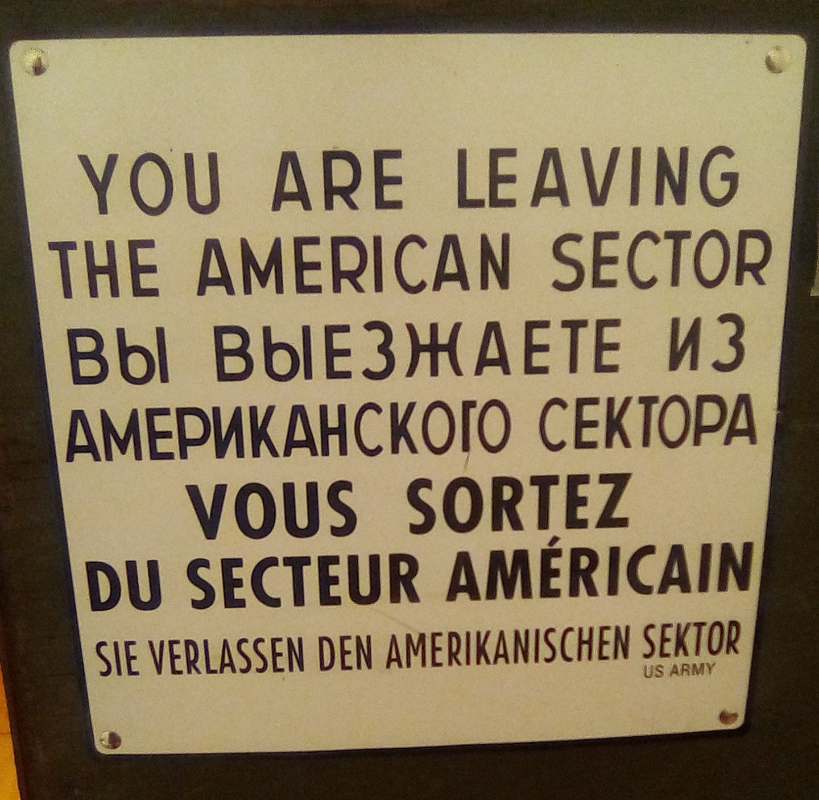 YOU ARE LEAVING
THE AMERICAN SECTOR
ВЫ ВЫЕЗЖАЕТЕ ИЗ
АМЕРИКАНСКОГО СЕКТОРА
VOUS SORTEZ
DU SECTEUR AMÉRICAIN
SIE VERLASSEN DEN AMERIKANISCHEN SEKTOR
US ARMY